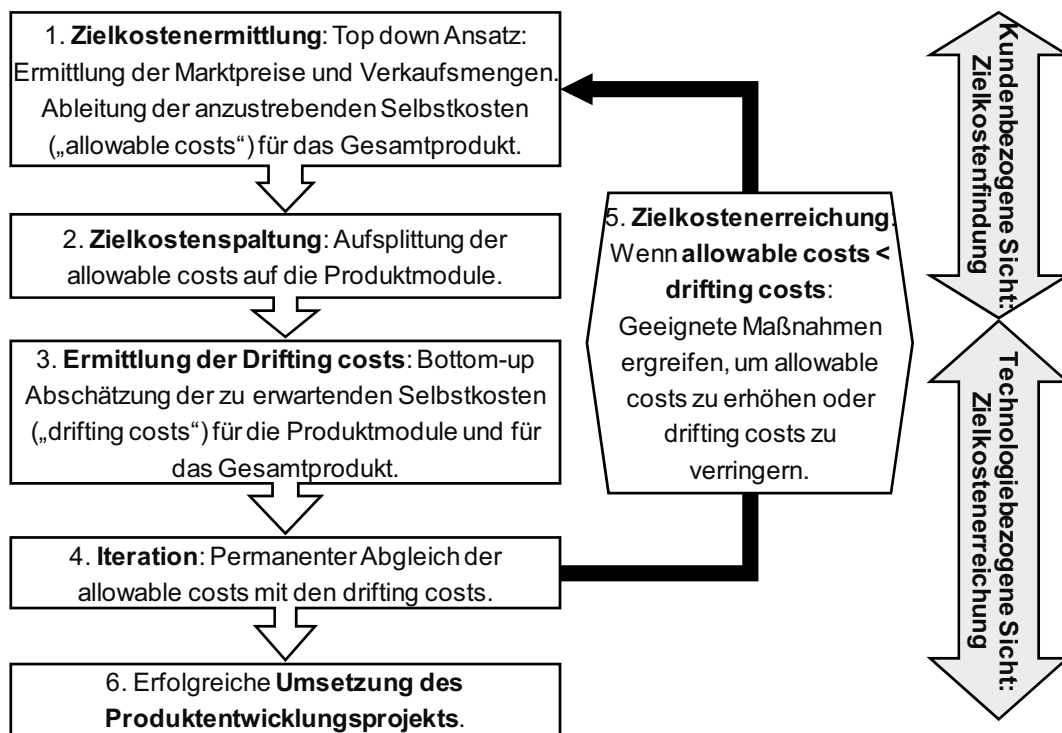 1. Zielkostenermittlung: Top down Ansatz:
Ermittlung der Marktpreise und Verkaufsmengen.
Ableitung der anzustrebenden Selbstkosten
(„allowable costs“) für das Gesamtprodukt.
2. Zielkostenspaltung: Aufsplittung der
allowable costs auf die Produktmodule.
3. Ermittlung der Drifting costs: Bottom-up
Abschätzung der zu erwartenden Selbstkosten
(„drifting costs“) für die Produktmodule und für
das Gesamtprodukt.
4. Iteration: Permanenter Abgleich der
allowable costs mit den drifting costs.
5. Zielkostenerreichung:
Wenn allowable costs <
drifting costs:
Geeignete Maßnahmen
ergreifen, um allowable
costs zu erhöhen oder
drifting costs zu
verringern.
6. Erfolgreiche Umsetzung des
Produktentwicklungsprojekts.
Kundenbezogene Sicht:
Zielkostenfindung
Technologiebezogene Sicht:
Zielkostenerreichung